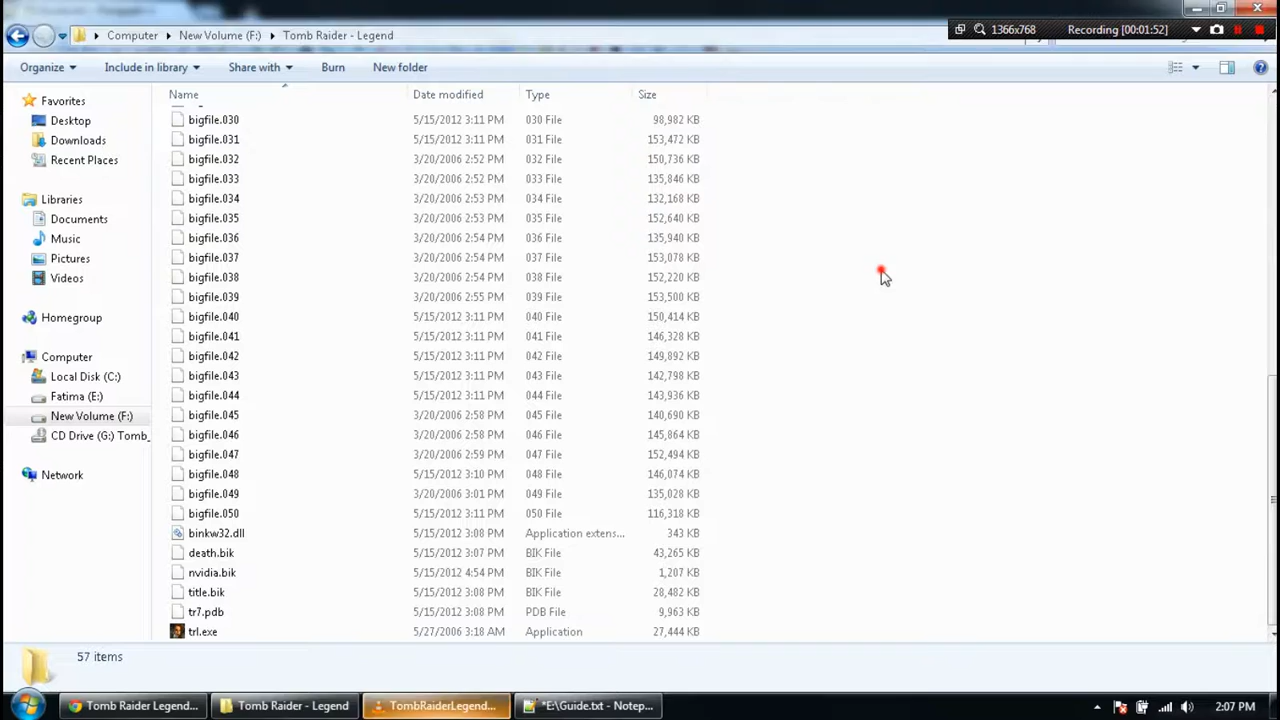 1366x768 Recording [00:01:52]
Computer New Volume (F:) Tomb Raider - Legend
Organize Include in library Share with Burn New folder
Name Date modified Type Size
Favorites
Desktop
Downloads
Recent Places
Libraries
Documents
Music
Pictures
Videos
Homegroup
Computer
Local Disk (C:)
Fatima (E:)
New Volume (F:)
CD Drive (G:) Tomb_
Network
bigfile.030 5/15/2012 3:11 PM 030 File 98,982 KB
bigfile.031 5/15/2012 3:11 PM 031 File 153,472 KB
bigfile.032 3/20/2006 2:52 PM 032 File 150,736 KB
bigfile.033 3/20/2006 2:52 PM 033 File 135,846 KB
bigfile.034 3/20/2006 2:53 PM 034 File 132,168 KB
bigfile.035 3/20/2006 2:53 PM 035 File 152,640 KB
bigfile.036 3/20/2006 2:54 PM 036 File 135,940 KB
bigfile.037 3/20/2006 2:54 PM 037 File 153,078 KB
bigfile.038 3/20/2006 2:54 PM 038 File 152,220 KB
bigfile.039 3/20/2006 2:55 PM 039 File 153,500 KB
bigfile.040 5/15/2012 3:11 PM 040 File 150,414 KB
bigfile.041 5/15/2012 3:11 PM 041 File 146,328 KB
bigfile.042 5/15/2012 3:11 PM 042 File 149,892 KB
bigfile.043 5/15/2012 3:11 PM 043 File 142,798 KB
bigfile.044 5/15/2012 3:11 PM 044 File 143,936 KB
bigfile.045 3/20/2006 2:58 PM 045 File 140,690 KB
bigfile.046 3/20/2006 2:58 PM 046 File 145,864 KB
bigfile.047 3/20/2006 2:59 PM 047 File 152,494 KB
bigfile.048 5/15/2012 3:10 PM 048 File 146,074 KB
bigfile.049 3/20/2006 3:01 PM 049 File 135,028 KB
bigfile.050 5/15/2012 3:11 PM 050 File 116,318 KB
binkw32.dll 5/15/2012 3:08 PM Application extens... 343 KB
death.bik 5/15/2012 3:07 PM BIK File 43,265 KB
nvidia.bik 5/15/2012 4:54 PM BIK File 1,207 KB
title.bik 5/15/2012 3:08 PM BIK File 28,482 KB
tr7.pdb 5/15/2012 3:08 PM PDB File 9,963 KB
trl.exe 5/27/2006 3:18 AM Application 27,444 KB
57 items
Tomb Raider Legend... Tomb Raider - Legend TombRaiderLegend... *E:\Guide.txt - Notep... 2:07 PM